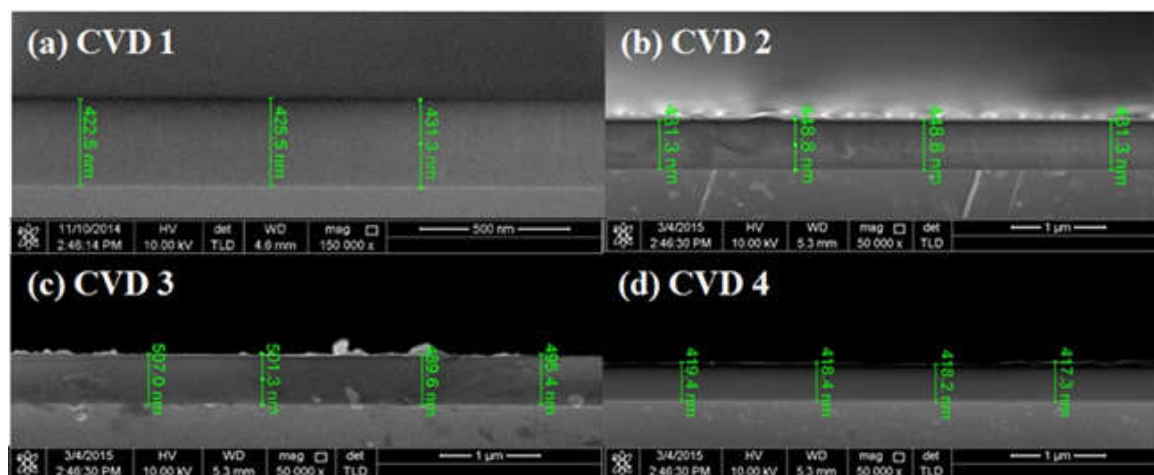 (a) CVD 1
422.5 nm
425.5 nm
431.3 nm
11/10/2014 HV det WD mag
2:46:14 PM 10.00 kV TLD 4.6 mm 150 000 x
500 nm
(b) CVD 2
431.3 nm
448.8 nm
448.8 nm
431.3 nm
3/4/2015 HV WD mag det
2:46:30 PM 10.00 kV 5.3 mm 50 000 x TLD
1 µm
(c) CVD 3
507.0 nm
501.3 nm
489.6 nm
495.4 nm
3/4/2015 HV WD mag det
2:46:30 PM 10.00 kV 5.3 mm 50 000 x TLD
1 µm
(d) CVD 4
419.4 nm
418.4 nm
418.2 nm
417.3 nm
3/4/2015 HV WD mag det
2:46:30 PM 10.00 kV 5.3 mm 50 000 x TLD
1 µm